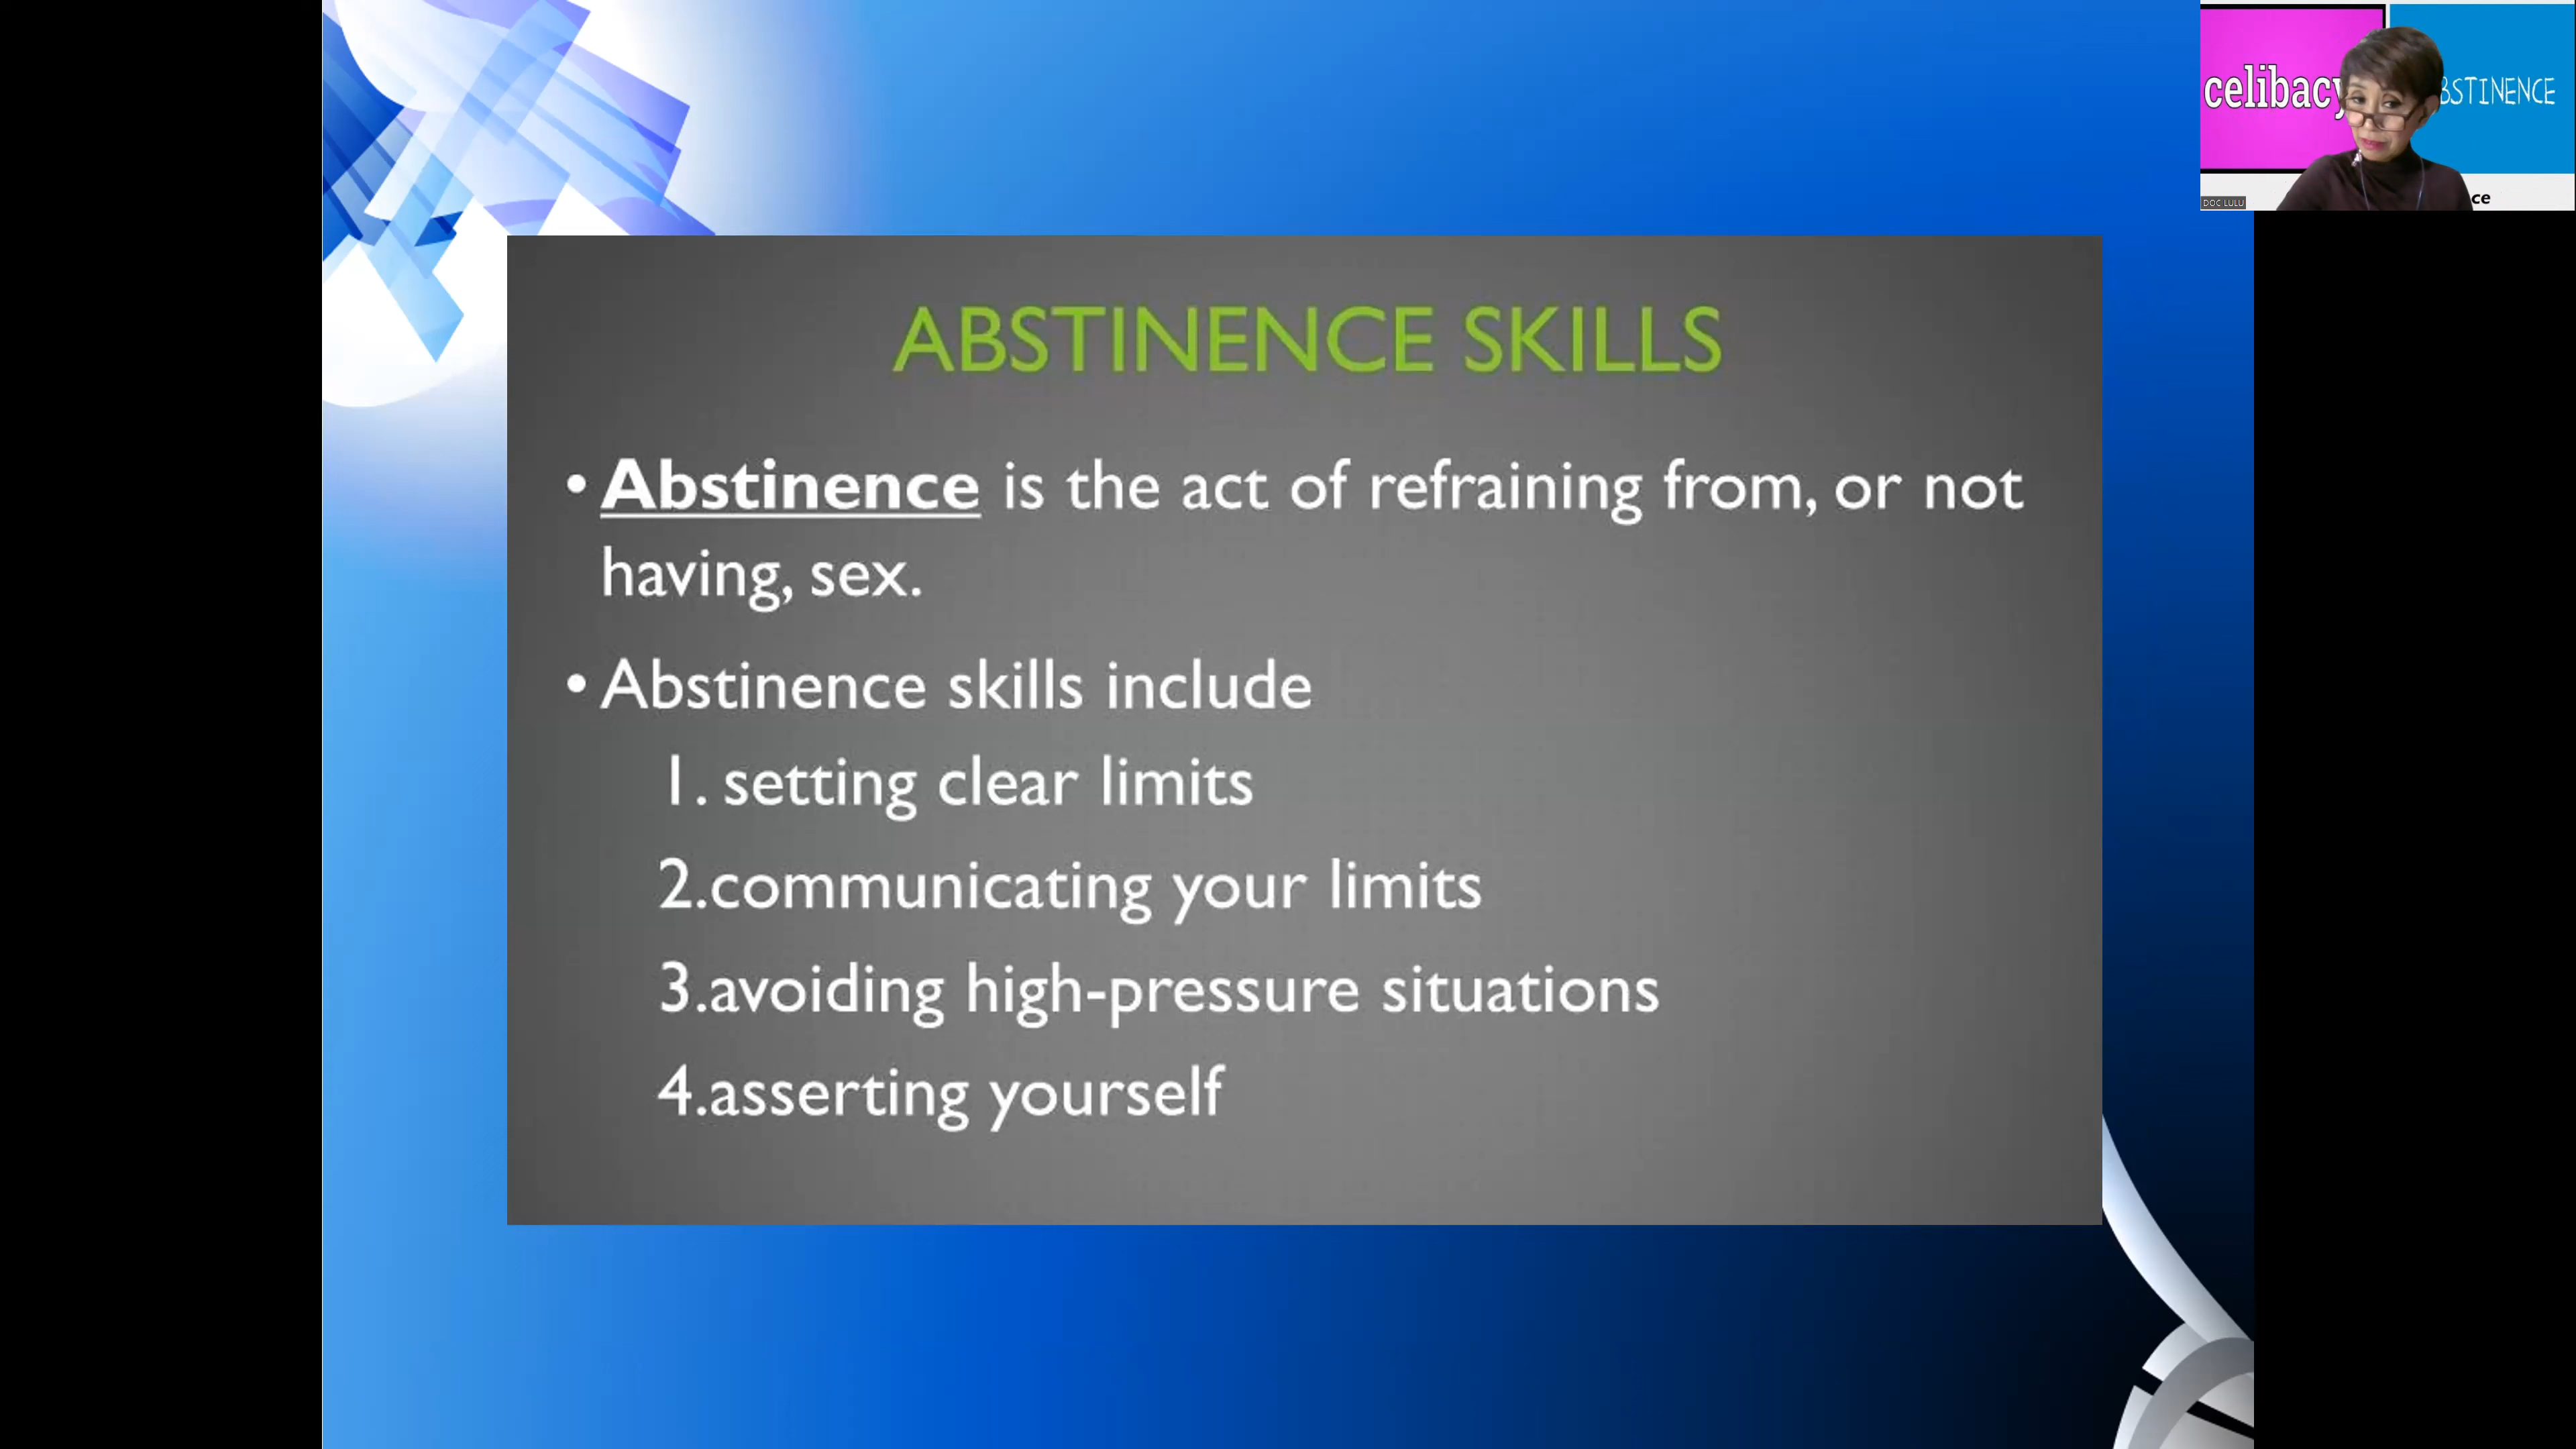 celibacy
BSTINENCE
DOC LULU
ce
ABSTINENCE SKILLS
• Abstinence is the act of refraining from, or not
having, sex.
• Abstinence skills include
1. setting clear limits
2.communicating your limits
3.avoiding high-pressure situations
4.asserting yourself